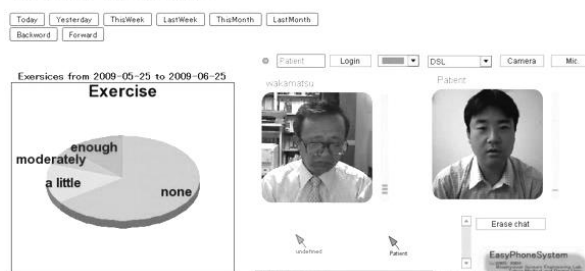 Today Yesterday ThisWeek LastWeek ThisMonth LastMonth
Backword Forward
Exersices from 2009-05-25 to 2009-06-25
Exercise
enough
moderately
a little
none
Patient Login DSL Camera Mic.
wakamatsu Patient
undefined Patient
Erase chat
EasyPhoneSystem